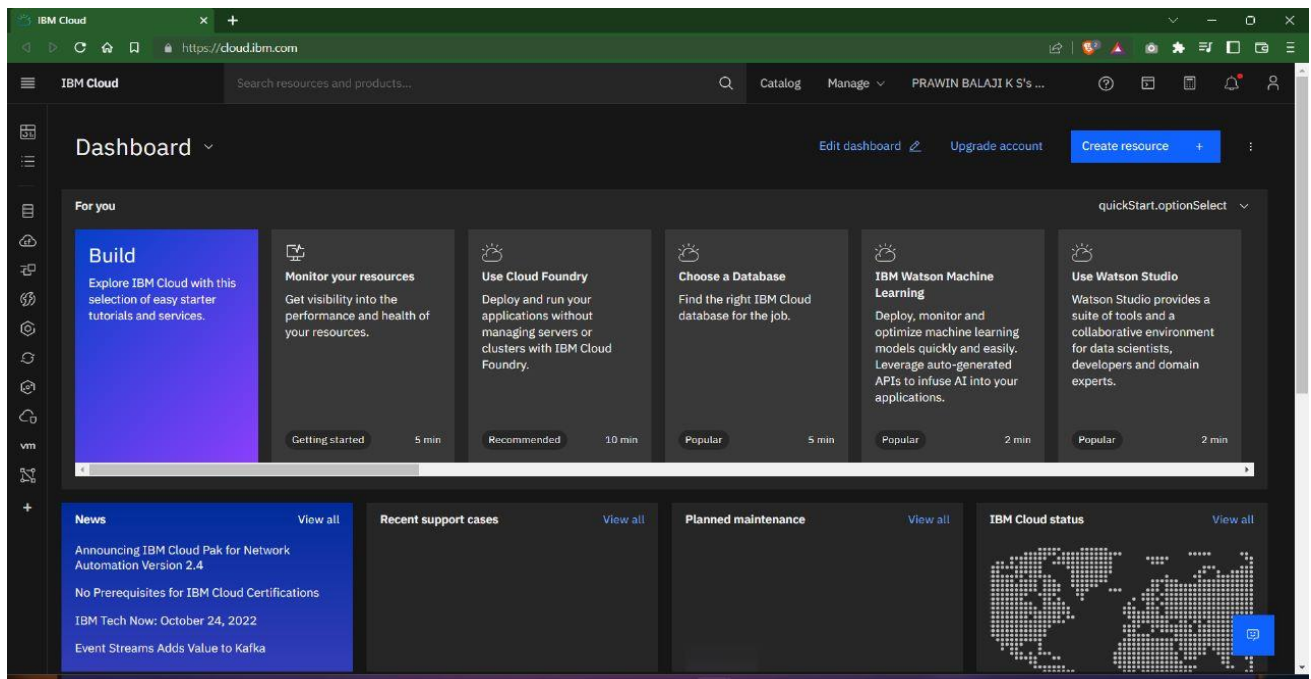 IBM Cloud
https://cloud.ibm.com
IBM Cloud
Search resources and products...
Catalog
Manage
PRAWIN BALAJI K S's ...
Dashboard
Edit dashboard
Upgrade account
Create resource +
For you
quickStart.optionSelect
Build
Explore IBM Cloud with this
selection of easy starter
tutorials and services.
Monitor your resources
Get visibility into the
performance and health of
your resources.
Getting started
5 min
Use Cloud Foundry
Deploy and run your
applications without
managing servers or
clusters with IBM Cloud
Foundry.
Recommended
10 min
Choose a Database
Find the right IBM Cloud
database for the job.
Popular
5 min
IBM Watson Machine
Learning
Deploy, monitor and
optimize machine learning
models quickly and easily.
Leverage auto-generated
APIs to infuse AI into your
applications.
Popular
2 min
Use Watson Studio
Watson Studio provides a
suite of tools and a
collaborative environment
for data scientists,
developers and domain
experts.
Popular
2 min
vm
News
View all
Announcing IBM Cloud Pak for Network
Automation Version 2.4
No Prerequisites for IBM Cloud Certifications
IBM Tech Now: October 24, 2022
Event Streams Adds Value to Kafka
Recent support cases
View all
Planned maintenance
View all
IBM Cloud status
View all